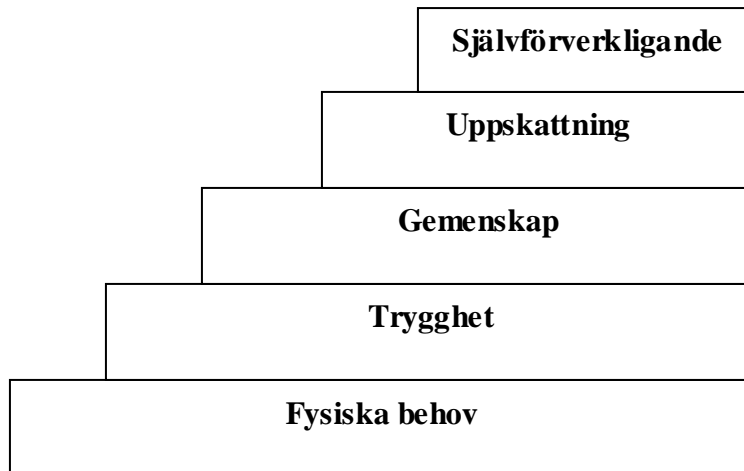 Självförverkligande
Uppskattning
Gemenskap
Trygghet
Fysiska behov